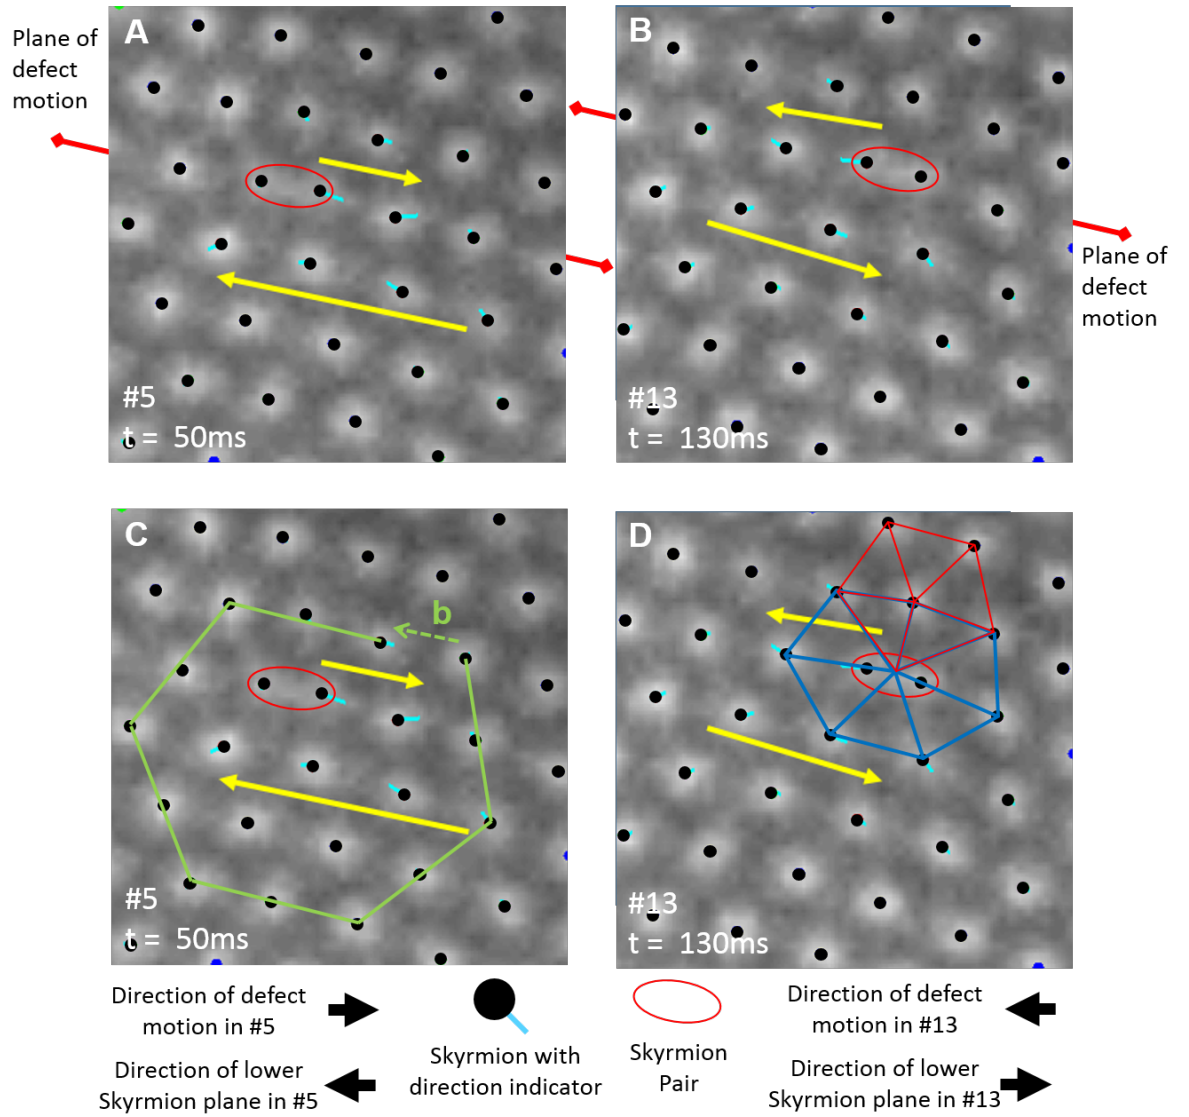 Plane of
defect
motion
A
B
#5
t =  50ms
#13
t =  130ms
Plane of
defect
motion
C
b
D
#5
t =  50ms
#13
t =  130ms
Direction of defect
motion in #5
Direction of lower
Skyrmion plane in #5
Skyrmion with
direction indicator
Skyrmion
Pair
Direction of defect
motion in #13
Direction of lower
Skyrmion plane in #13